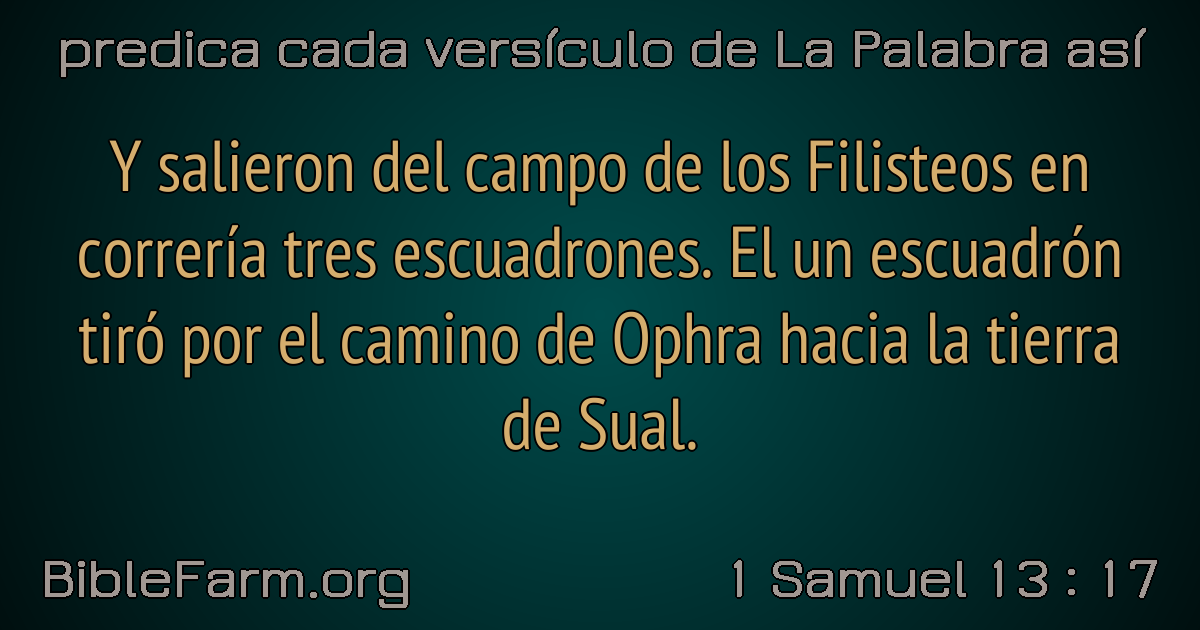 predica cada versículo de La Palabra así
Y salieron del campo de los Filisteos en
correría tres escuadrones. El un escuadrón
tiró por el camino de Ophra hacia la tierra
de Sual.
BibleFarm.org
1 Samuel 13 : 17